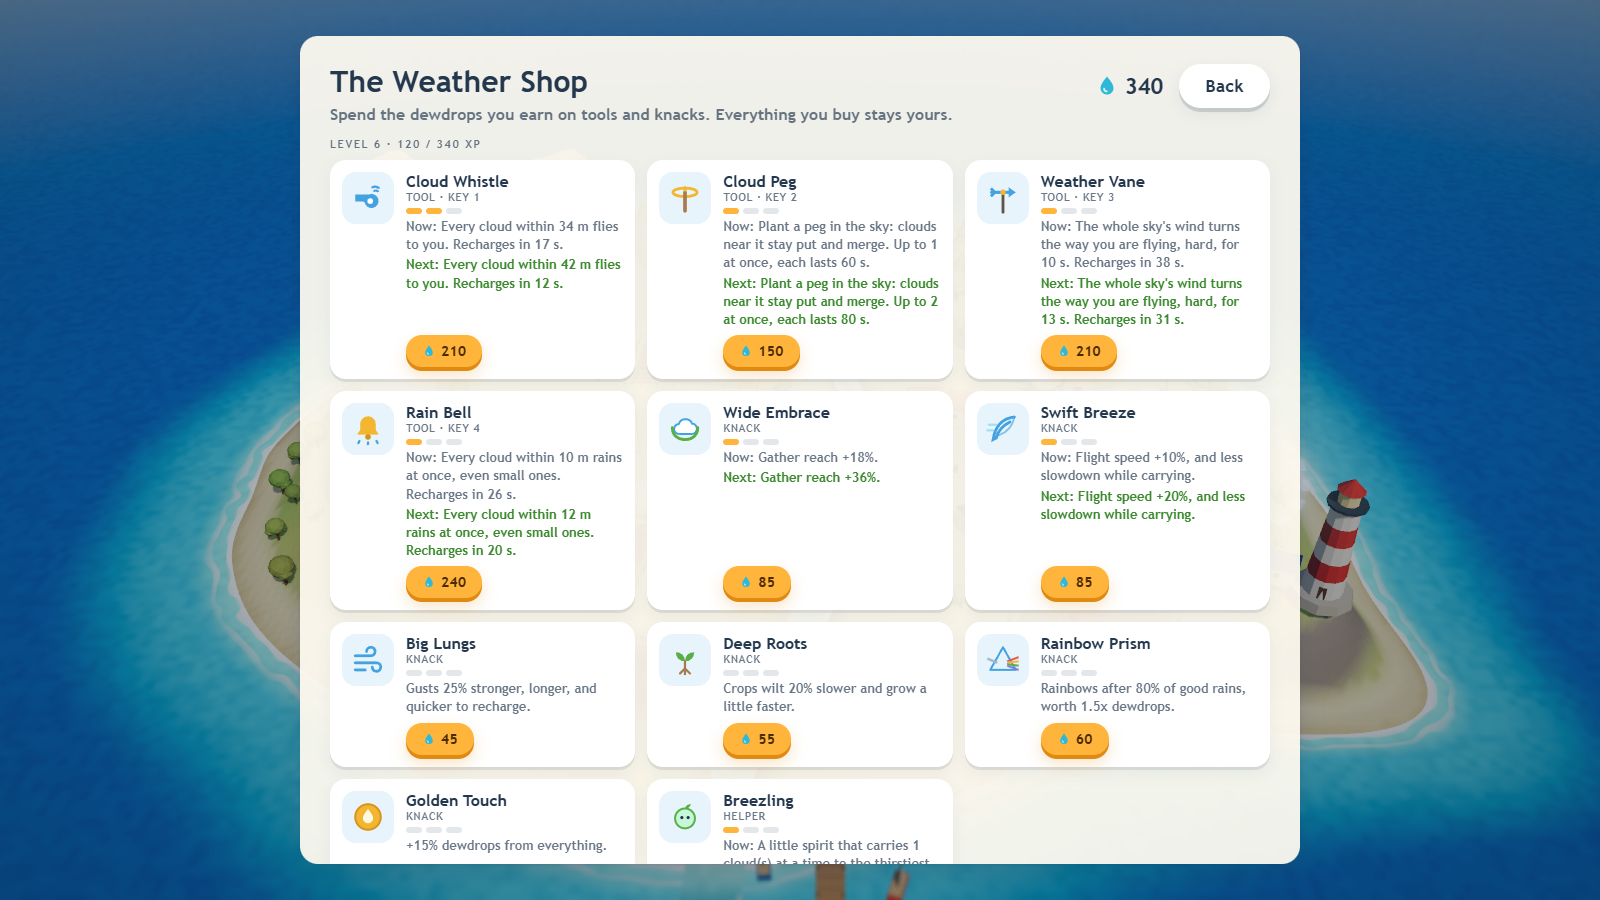 The Weather Shop
340
Back
Spend the dewdrops you earn on tools and knacks. Everything you buy stays yours.
LEVEL 6 · 120 / 340 XP
Cloud Whistle
TOOL · KEY 1
Now: Every cloud within 34 m flies
to you. Recharges in 17 s.
Next: Every cloud within 42 m flies
to you. Recharges in 12 s.
210
Cloud Peg
TOOL · KEY 2
Now: Plant a peg in the sky: clouds
near it stay put and merge. Up to 1
at once, each lasts 60 s.
Next: Plant a peg in the sky: clouds
near it stay put and merge. Up to 2
at once, each lasts 80 s.
150
Weather Vane
TOOL · KEY 3
Now: The whole sky's wind turns
the way you are flying, hard, for
10 s. Recharges in 38 s.
Next: The whole sky's wind turns
the way you are flying, hard, for
13 s. Recharges in 31 s.
210
Rain Bell
TOOL · KEY 4
Now: Every cloud within 10 m rains
at once, even small ones.
Recharges in 26 s.
Next: Every cloud within 12 m
rains at once, even small ones.
Recharges in 20 s.
240
Wide Embrace
KNACK
Now: Gather reach +18%.
Next: Gather reach +36%.
85
Swift Breeze
KNACK
Now: Flight speed +10%, and less
slowdown while carrying.
Next: Flight speed +20%, and less
slowdown while carrying.
85
Big Lungs
KNACK
Gusts 25% stronger, longer, and
quicker to recharge.
45
Deep Roots
KNACK
Crops wilt 20% slower and grow a
little faster.
55
Rainbow Prism
KNACK
Rainbows after 80% of good rains,
worth 1.5x dewdrops.
60
Golden Touch
KNACK
+15% dewdrops from everything.
Breezling
HELPER
Now: A little spirit that carries 1
cloud(s) at a time to the thirstiest